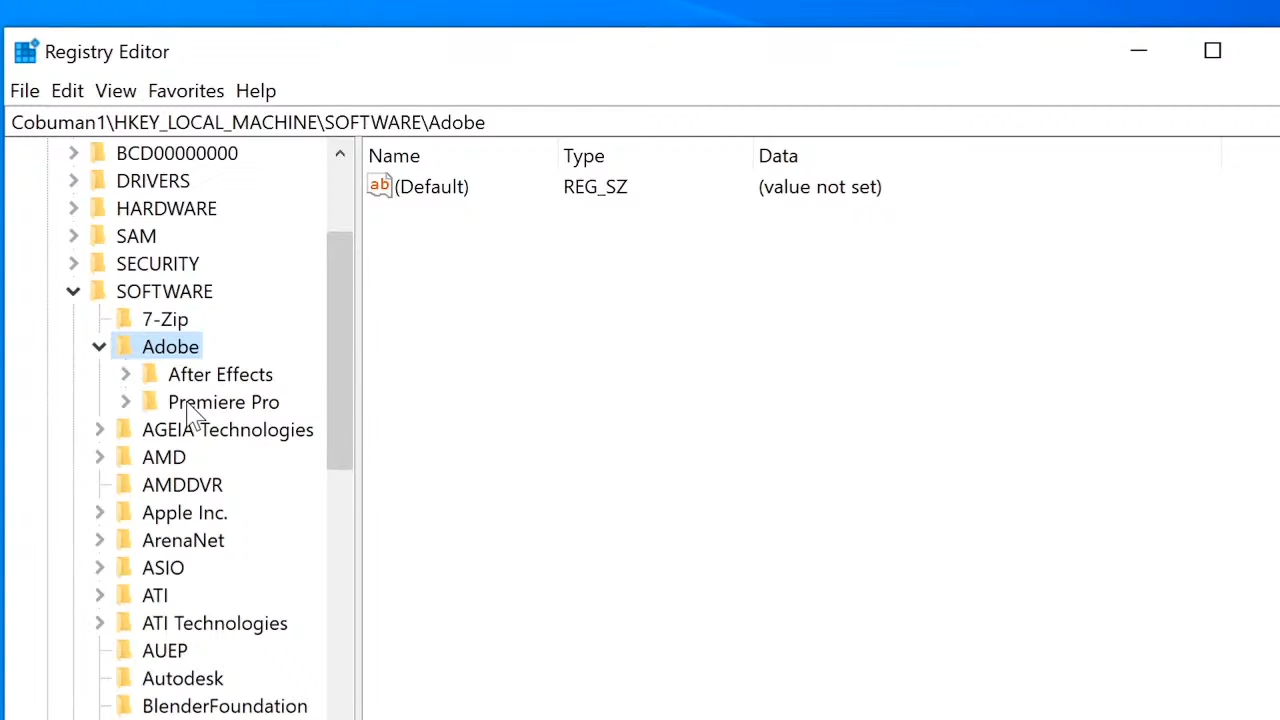 Registry Editor
File Edit View Favorites Help
Cobuman1\HKEY_LOCAL_MACHINE\SOFTWARE\Adobe
BCD00000000
DRIVERS
HARDWARE
SAM
SECURITY
SOFTWARE
7-Zip
Adobe
After Effects
Premiere Pro
AGEIA Technologies
AMD
AMDDVR
Apple Inc.
ArenaNet
ASIO
ATI
ATI Technologies
AUEP
Autodesk
BlenderFoundation
Name Type Data
ab (Default) REG_SZ (value not set)